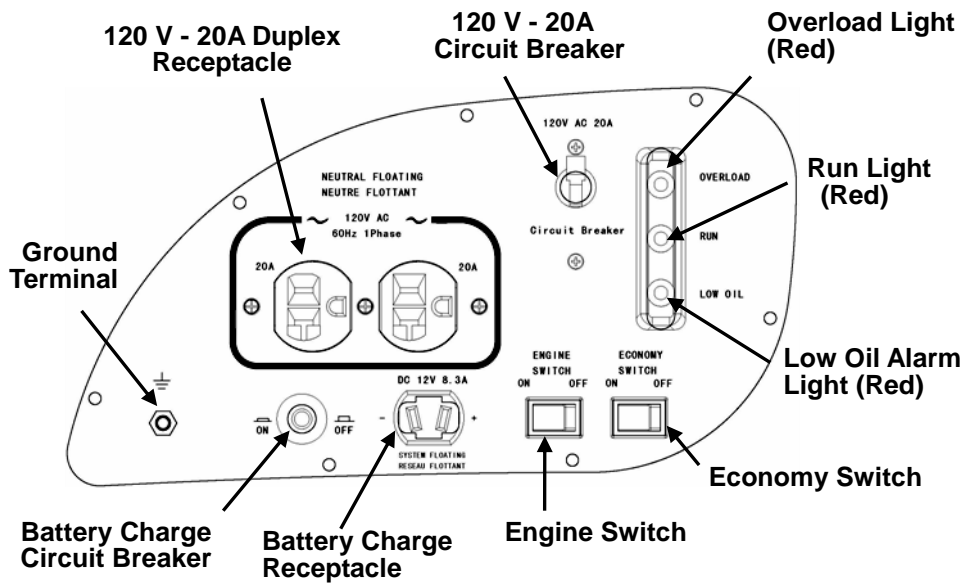 120 V - 20A Duplex
Receptacle
120 V - 20A
Circuit Breaker
Overload Light
(Red)
120V AC 20A
OVERLOAD
Run Light
(Red)
NEUTRAL FLOATING
NEUTRE FLOTTANT
120V AC
60Hz 1Phase
Circuit Breaker
RUN
Ground
Terminal
20A
20A
LOW OIL
Low Oil Alarm
Light (Red)
ENGINE
SWITCH
ON OFF
ECONOMY
SWITCH
ON OFF
DC 12V 8.3A
- +
ON OFF
SYSTEM FLOATING
RESEAU FLOTTANT
Economy Switch
Battery Charge
Circuit Breaker
Battery Charge
Receptacle
Engine Switch